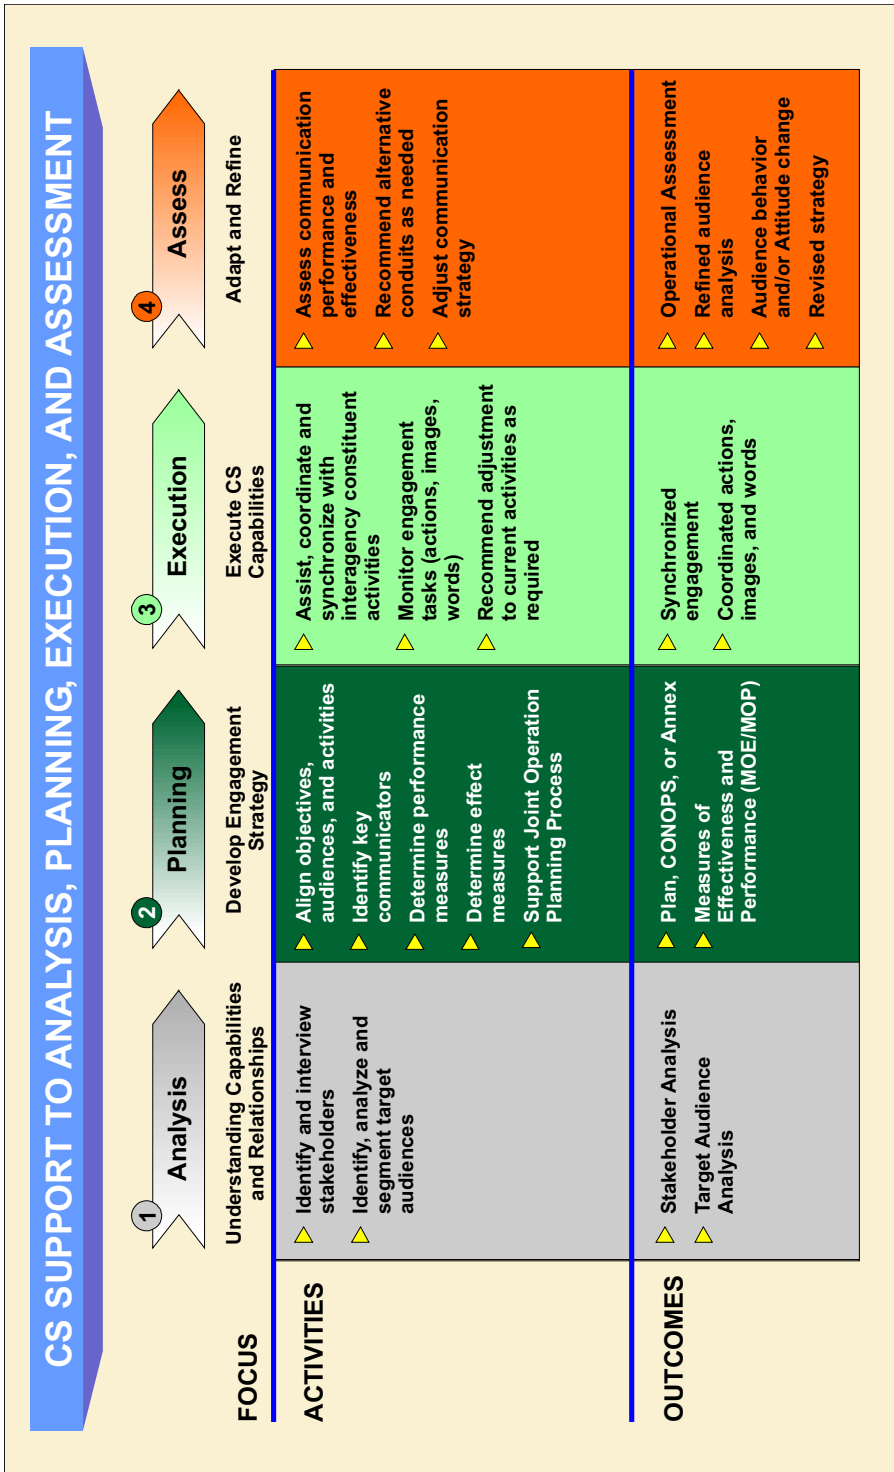 CS SUPPORT TO ANALYSIS, PLANNING, EXECUTION, AND ASSESSMENT
1
Analysis
2
Planning
3
Execution
4
Assess
FOCUS
Understanding Capabilities
and Relationships
Develop Engagement
Strategy
Execute CS
Capabilities
Adapt and Refine
ACTIVITIES
Identify and interview
stakeholders
Identify, analyze and
segment target
audiences
Align objectives,
audiences, and activities
Identify key
communicators
Determine performance
measures
Determine effect
measures
Support Joint Operation
Planning Process
Assist, coordinate and
synchronize with
interagency constituent
activities
Monitor engagement
tasks (actions, images,
words)
Recommend adjustment
to current activities as
required
Assess communication
performance and
effectiveness
Recommend alternative
conduits as needed
Adjust communication
strategy
OUTCOMES
Stakeholder Analysis
Target Audience
Analysis
Plan, CONOPS, or Annex
Measures of
Effectiveness and
Performance (MOE/MOP)
Synchronized
engagement
Coordinated actions,
images, and words
Operational Assessment
Refined audience
analysis
Audience behavior
and/or Attitude change
Revised strategy